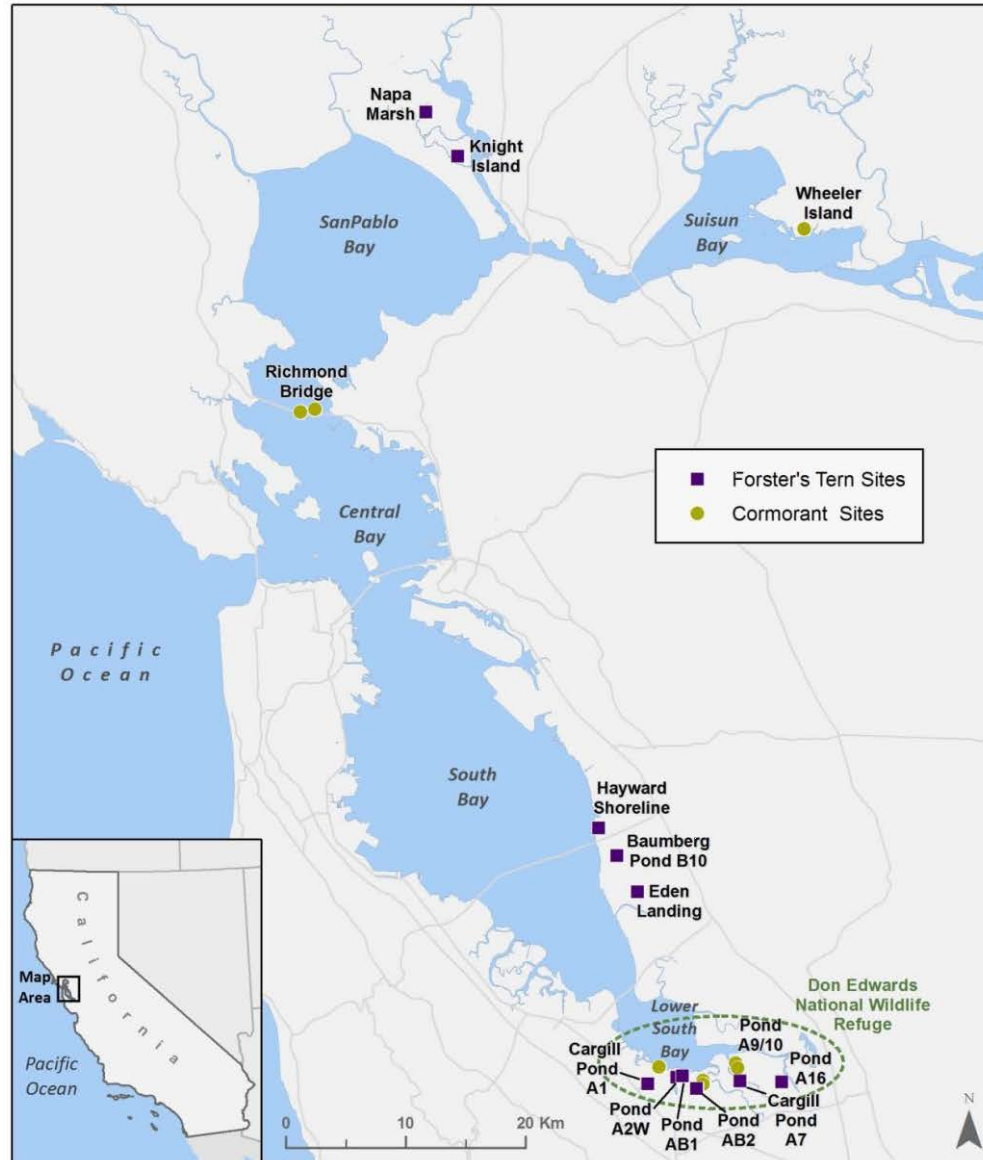 Napa
Marsh
Knight
Island
SanPablo
Bay
Wheeler
Island
Suisun
Bay
Richmond
Bridge
Forster's Tern Sites
Cormorant Sites
Central
Bay
Pacific
Ocean
South
Bay
Hayward
Shoreline
Baumberg
Pond B10
Eden
Landing
California
Map
Area
Pacific
Ocean
Don Edwards
National Wildlife
Refuge
Lower
South
Bay
Pond
A9/10
Cargill
Pond
A1
Pond
A16
Pond
A2W
Pond
AB1
Pond
AB2
Cargill
Pond
A7
0 10 20 Km
N